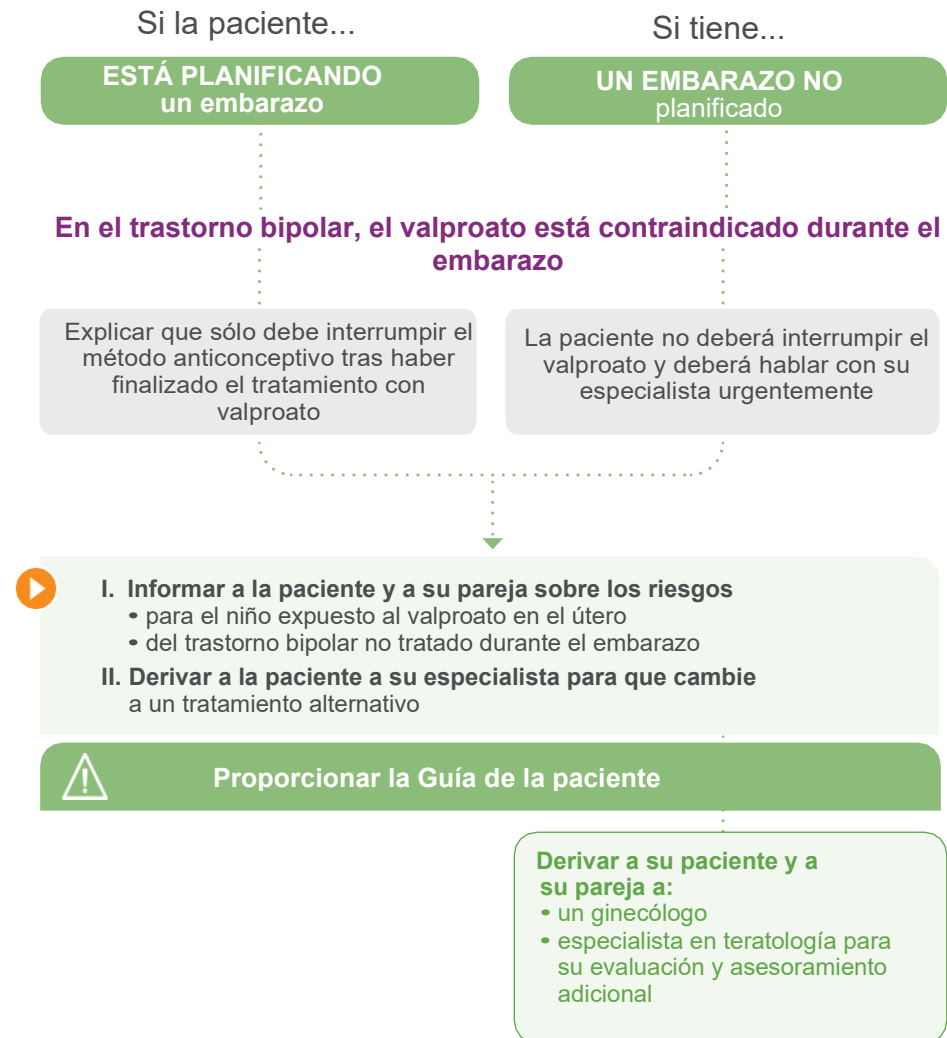 Si la paciente...
ESTÁ PLANIFICANDO
un embarazo
Si tiene...
UN EMBARAZO NO
planificado
En el trastorno bipolar, el valproato está contraindicado durante el
embarazo
Explicar que sólo debe interrumpir el
método anticonceptivo tras haber
finalizado el tratamiento con
valproato
La paciente no deberá interrumpir el
valproato y deberá hablar con su
especialista urgentemente
I. Informar a la paciente y a su pareja sobre los riesgos
• para el niño expuesto al valproato en el útero
• del trastorno bipolar no tratado durante el embarazo
II. Derivar a la paciente a su especialista para que cambie
a un tratamiento alternativo
Proporcionar la Guía de la paciente
Derivar a su paciente y a
su pareja a:
• un ginecólogo
• especialista en teratología para
su evaluación y asesoramiento
adicional